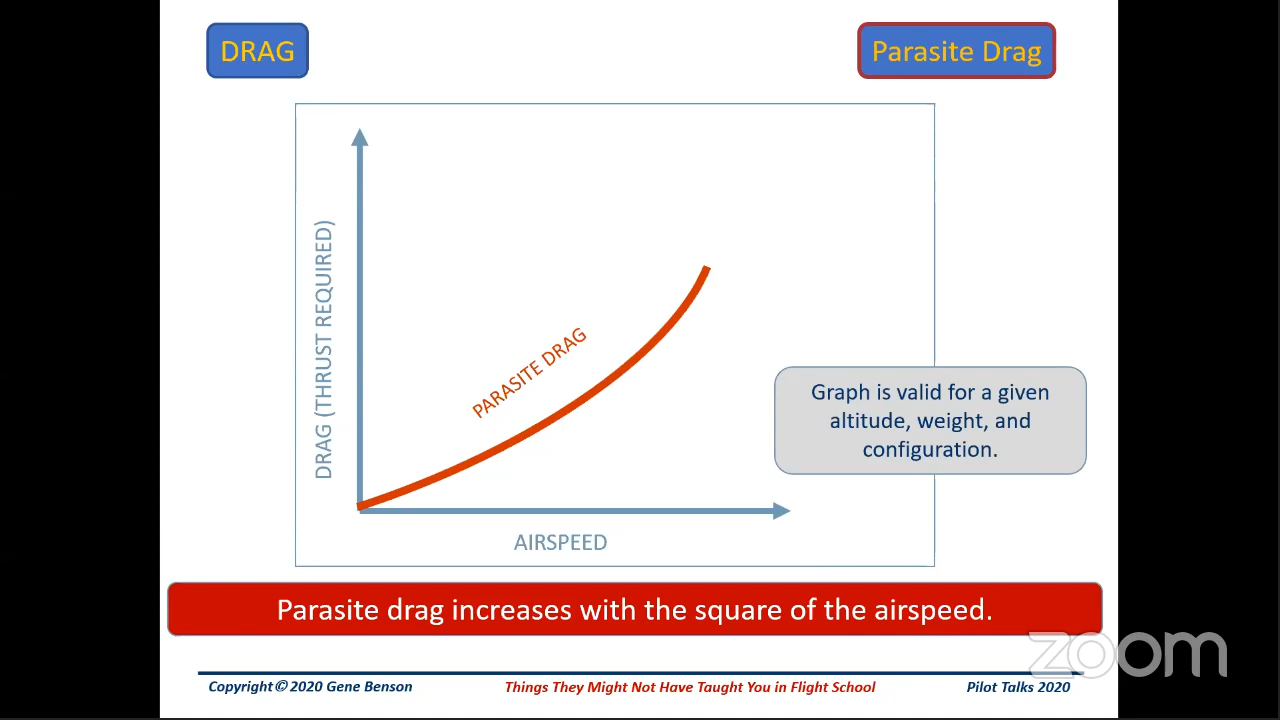 DRAG
Parasite Drag
DRAG (THRUST REQUIRED)
PARASITE DRAG
Graph is valid for a given
altitude, weight, and
configuration.
AIRSPEED
Parasite drag increases with the square of the airspeed.
zoom
Copyright © 2020 Gene Benson
Things They Might Not Have Taught You in Flight School
Pilot Talks 2020